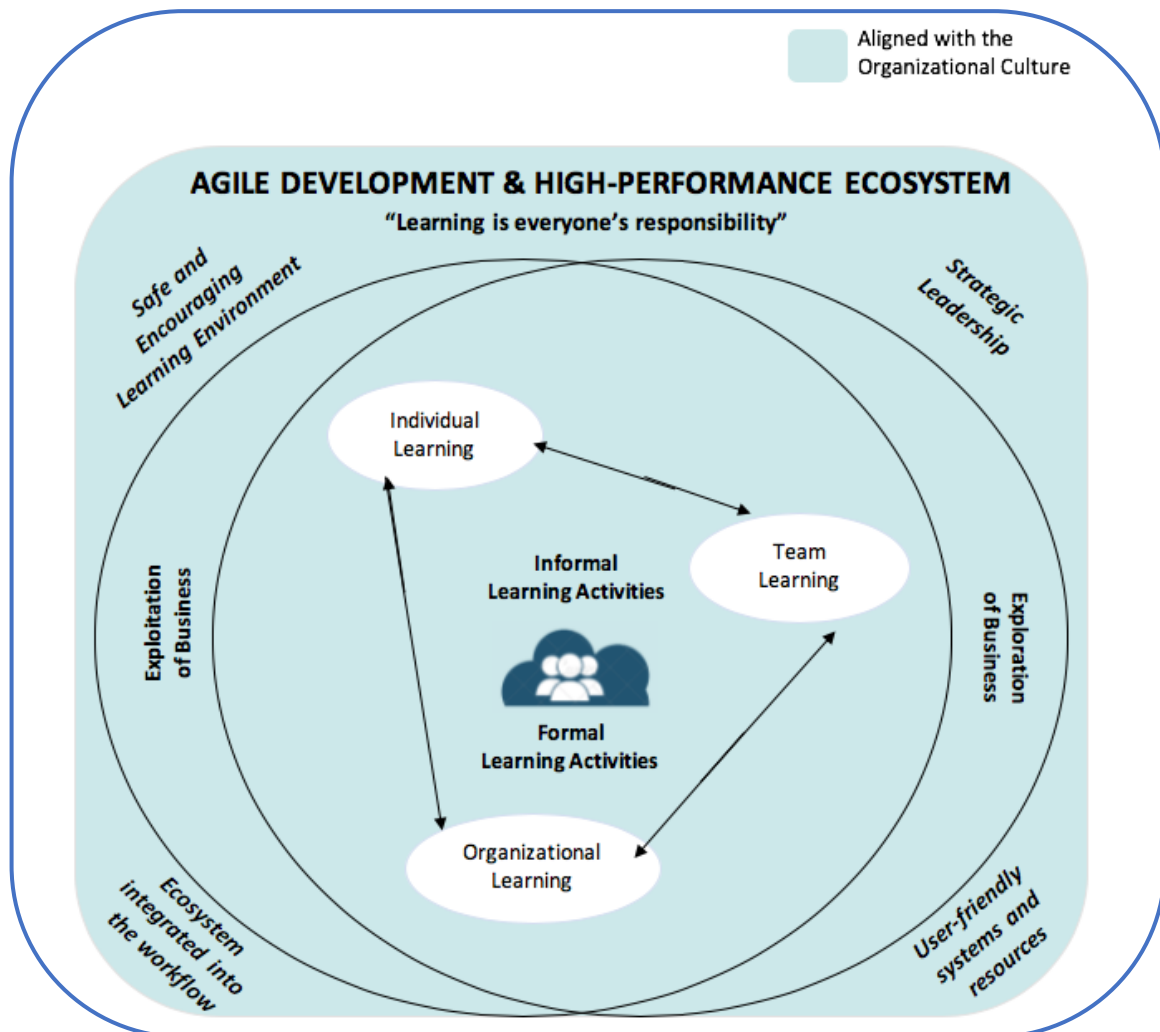 Aligned with the
Organizational Culture
AGILE DEVELOPMENT & HIGH-PERFORMANCE ECOSYSTEM
“Learning is everyone’s responsibility”
Safe and
Encouraging
Learning Environment
Strategic
Leadership
Individual
Learning
Team
Learning
Informal
Learning Activities
Exploitation
of Business
Exploration
of Business
Formal
Learning Activities
Organizational
Learning
Ecosystem
integrated into
the workflow
User-friendly
systems and
resources